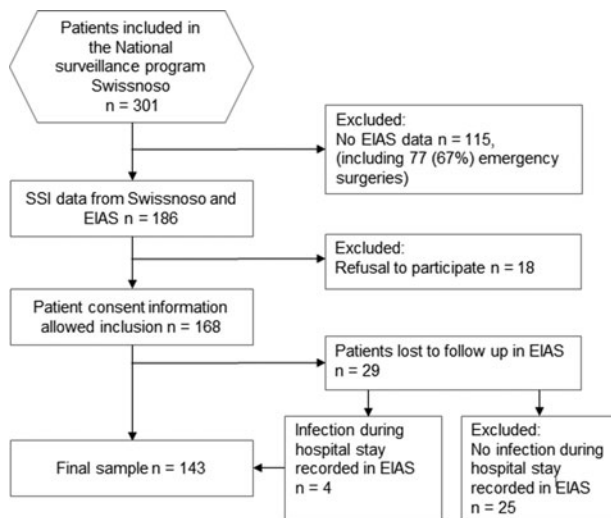 Patients included in
the National
surveillance program
Swissnoso
n = 301
Excluded:
No EIAS data n = 115,
(including 77 (67%) emergency
surgeries)
SSI data from Swissnoso and
EIAS n = 186
Excluded:
Refusal to participate n = 18
Patient consent information
allowed inclusion n = 168
Patients lost to follow up in EIAS
n = 29
Infection during
hospital stay
recorded in EIAS
n = 4
Excluded:
No infection during
hospital stay
recorded in EIAS
n = 25
Final sample n = 143